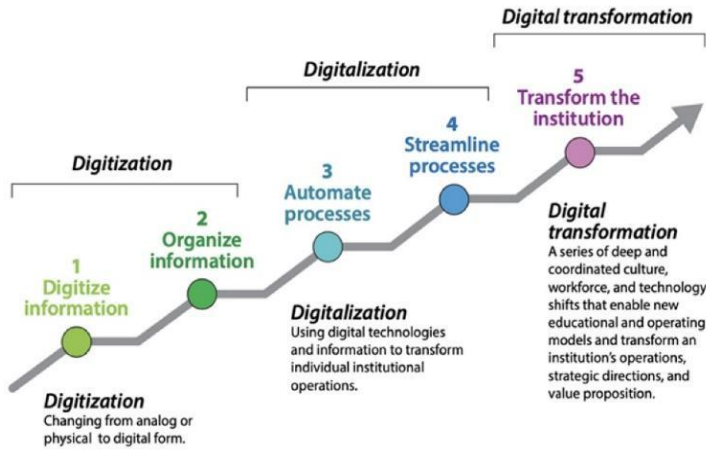 Digital transformation
Digitalization
Digitization
1
Digitize
information
2
Organize
information
3
Automate
processes
4
Streamline
processes
5
Transform the
institution
Digitization
Changing from analog or
physical to digital form.
Digitalization
Using digital technologies
and information to transform
individual institutional
operations.
Digital
transformation
A series of deep and
coordinated culture,
workforce, and technology
shifts that enable new
educational and operating
models and transform an
institution's operations,
strategic directions, and
value proposition.